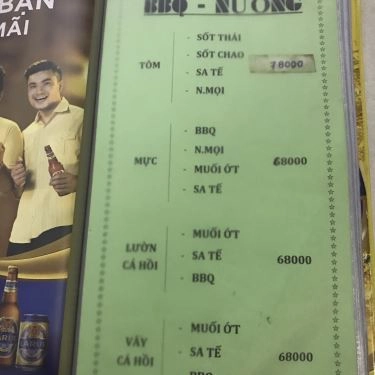 BẠN
MÃI
BBQ - NƯỚNG
- SỐT THÁI
- SỐT CHAO
TÔM 78000
- SA TẾ
- N.MỌI
- BBQ
- N.MỌI
MỰC 68000
- MUỐI ỚT
- SA TẾ
- MUỐI ỚT
LƯỜN
- SA TẾ 68000
CÁ HỒI
- BBQ
- MUỐI ỚT
VÂY
- SA TẾ 68000
CÁ HỒI
- BBQ
LARUE